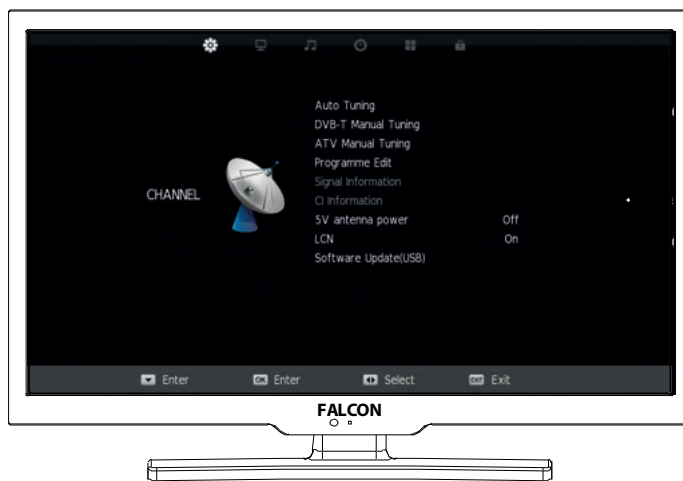 Auto Tuning
DVB-T Manual Tuning
ATV Manual Tuning
Programme Edit
Signal Information
CI Information
CHANNEL
5V antenna power Off
LCN On
Software Update(USB)
Enter OK Enter Select EXIT Exit
FALCON